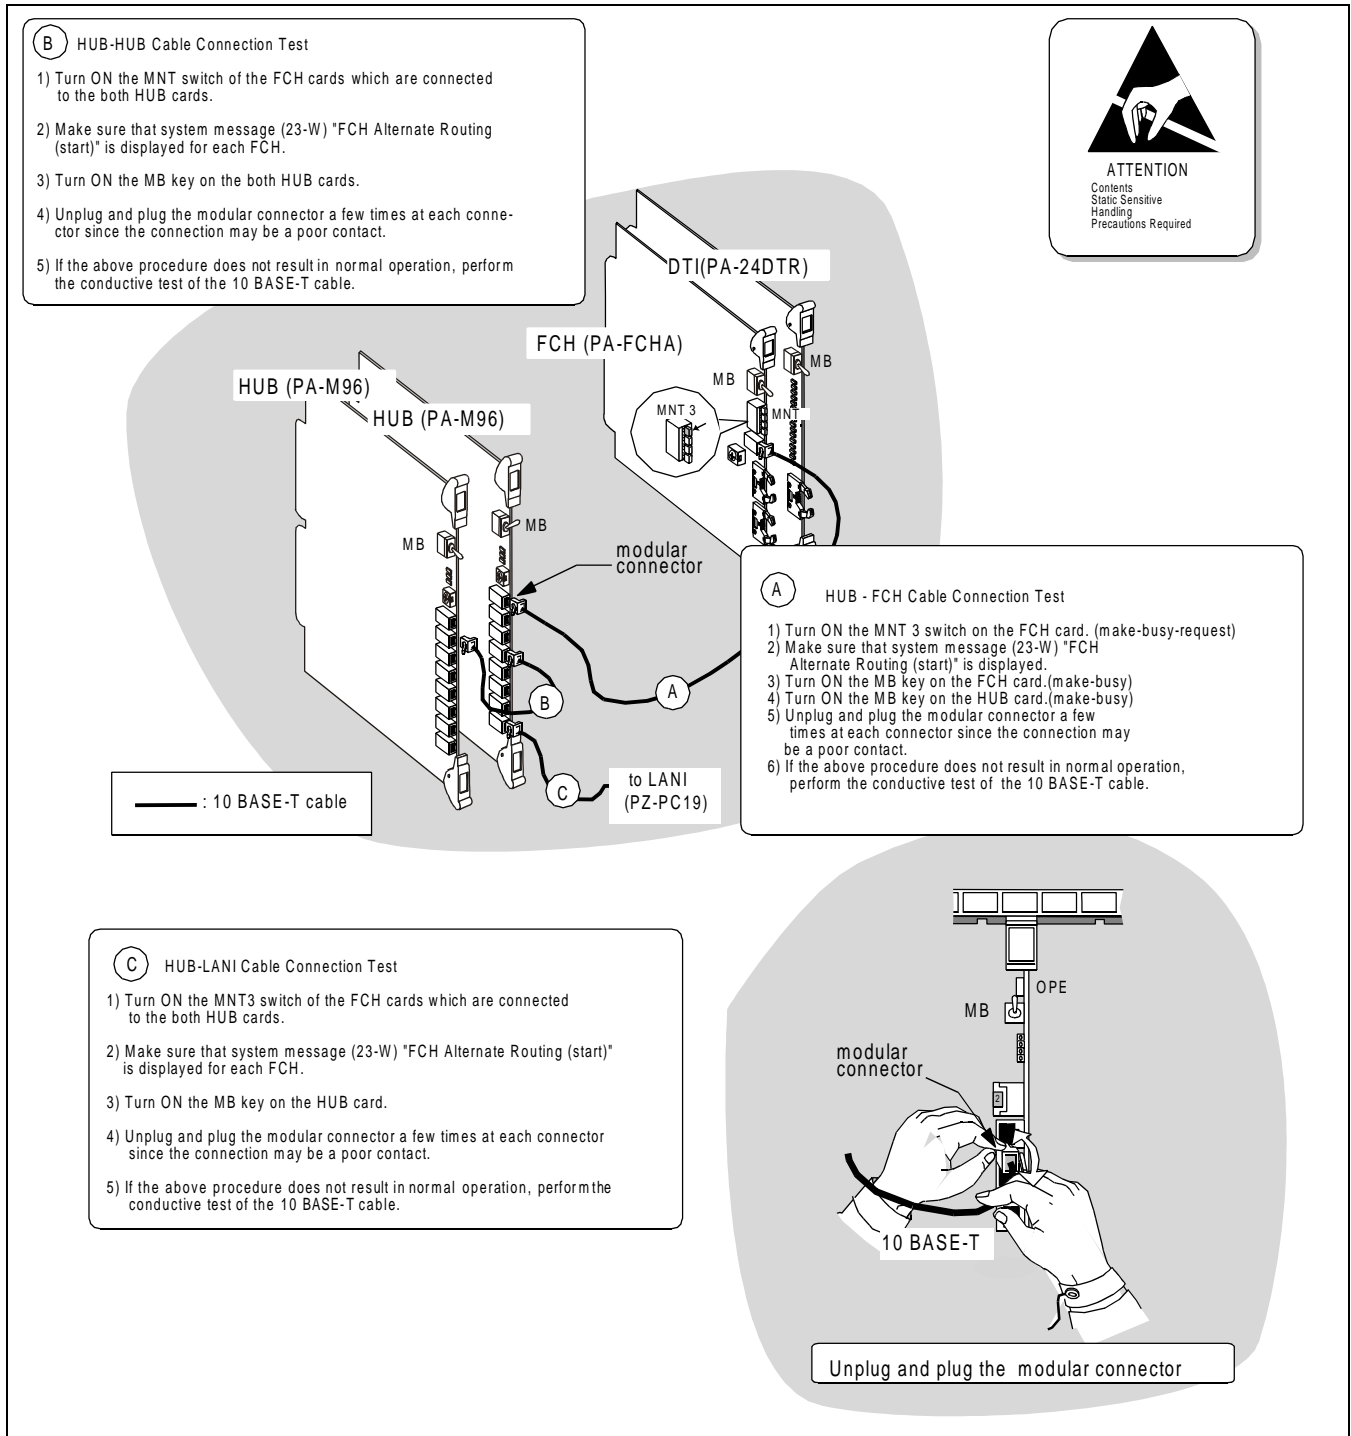 B HUB-HUB Cable Connection Test
1) Turn ON the MNT switch of the FCH cards which are connected
to the both HUB cards.
2) Make sure that system message (23-W) "FCH Alternate Routing
(start)" is displayed for each FCH.
3) Turn ON the MB key on the both HUB cards.
4) Unplug and plug the modular connector a few times at each conne-
ctor since the connection may be a poor contact.
5) If the above procedure does not result in normal operation, perform
the conductive test of the 10 BASE-T cable.
ATTENTION
Contents
Static Sensitive
Handling
Precautions Required
DTI(PA-24DTR)
FCH (PA-FCHA)
MB
MB
HUB (PA-M96)
HUB (PA-M96)
MNT 3
MNT
MB
MB
modular
connector
A
B
C
to LANI
(PZ-PC19)
: 10 BASE-T cable
A HUB - FCH Cable Connection Test
1) Turn ON the MNT 3 switch on the FCH card. (make-busy-request)
2) Make sure that system message (23-W) "FCH
Alternate Routing (start)" is displayed.
3) Turn ON the MB key on the FCH card.(make-busy)
4) Turn ON the MB key on the HUB card.(make-busy)
5) Unplug and plug the modular connector a few
times at each connector since the connection may
be a poor contact.
6) If the above procedure does not result in normal operation,
perform the conductive test of the 10 BASE-T cable.
C HUB-LANI Cable Connection Test
1) Turn ON the MNT3 switch of the FCH cards which are connected
to the both HUB cards.
2) Make sure that system message (23-W) "FCH Alternate Routing (start)"
is displayed for each FCH.
3) Turn ON the MB key on the HUB card.
4) Unplug and plug the modular connector a few times at each connector
since the connection may be a poor contact.
5) If the above procedure does not result in normal operation, perform the
conductive test of the 10 BASE-T cable.
OPE
MB
modular
connector
2
10 BASE-T
Unplug and plug the modular connector